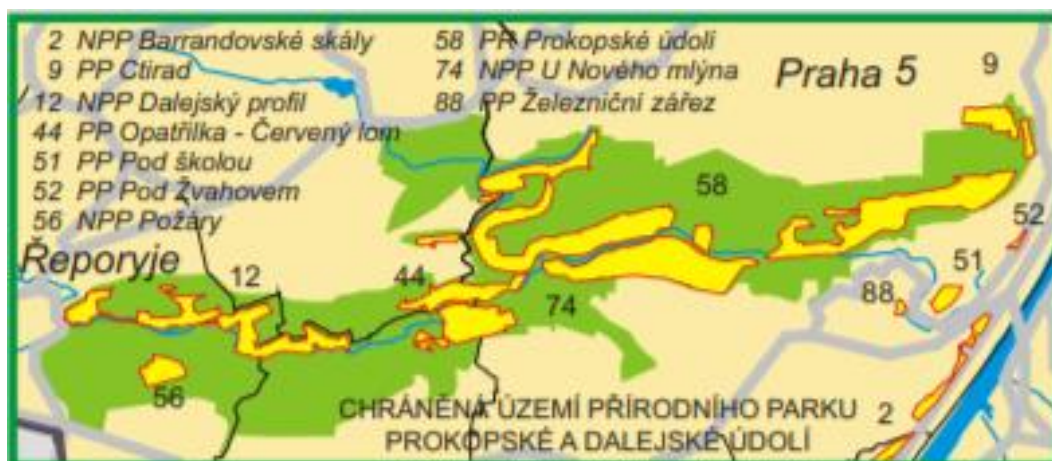 2 NPP Barrandovské skály
9 PP Ctirad
12 NPP Dalejský profil
44 PP Opatřilka - Červený lom
51 PP Pod školou
52 PP Pod Žvahovem
56 NPP Požáry
58 PR Prokopské údolí
74 NPP U Nového mlýna
88 PP Železniční zářez
Praha 5
9
58
52
Řeporyje
12
44
51
74
88
56
2
CHRÁNĚNÁ ÚZEMÍ PŘÍRODNÍHO PARKU
PROKOPSKÉ A DALEJSKÉ ÚDOLÍ